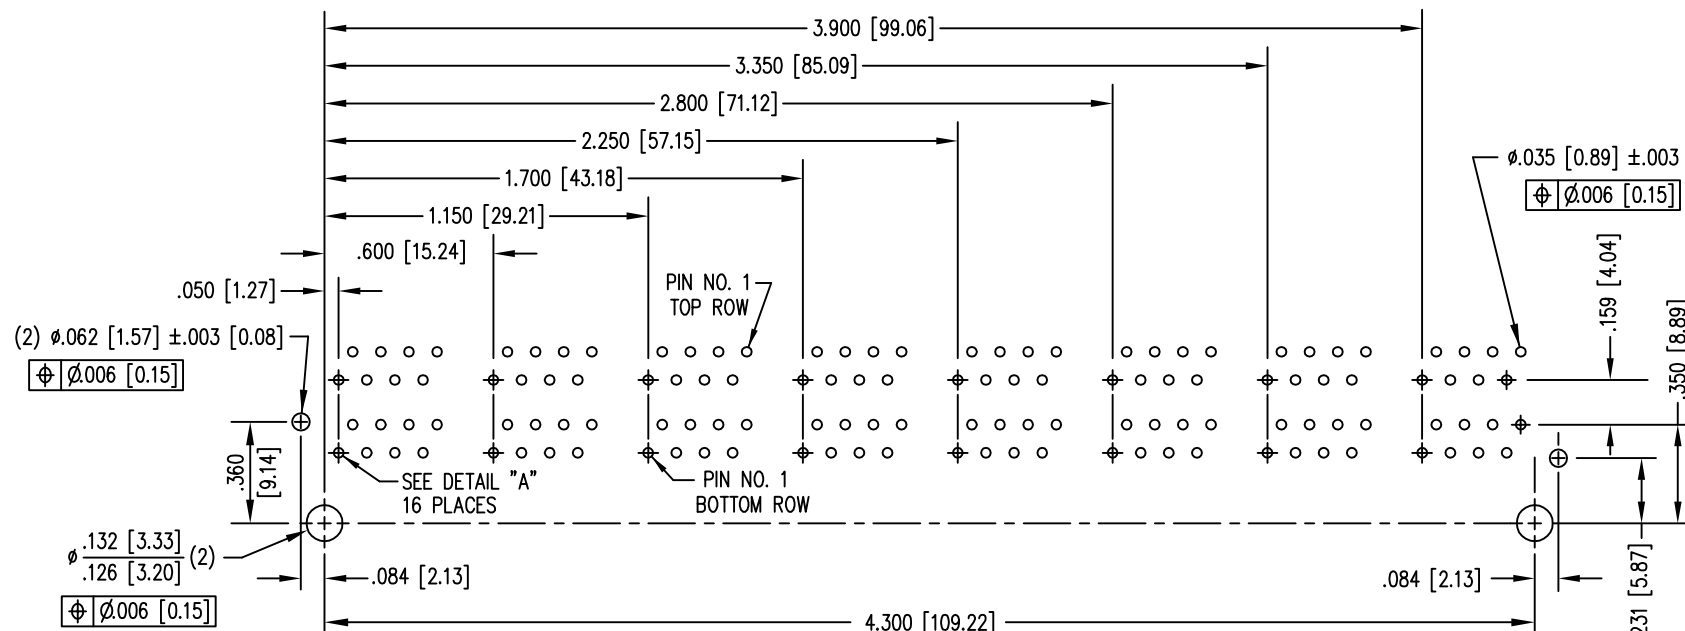 3.900 [99.06]
3.350 [85.09]
2.800 [71.12]
2.250 [57.15]
ø.035 [0.89] ±.003
1.700 [43.18]
⌖ Ø.006 [0.15]
1.150 [29.21]
.600 [15.24]
.159 [4.04]
.050 [1.27]
PIN NO. 1
TOP ROW
.350 [8.89]
(2) ø.062 [1.57] ±.003 [0.08]
⌖ Ø.006 [0.15]
.360
[9.14]
SEE DETAIL "A"
16 PLACES
PIN NO. 1
BOTTOM ROW
ø .132 [3.33]
.126 [3.20] (2)
.084 [2.13]
.084 [2.13]
231 [5.87]
⌖ Ø.006 [0.15]
4.300 [109.22]